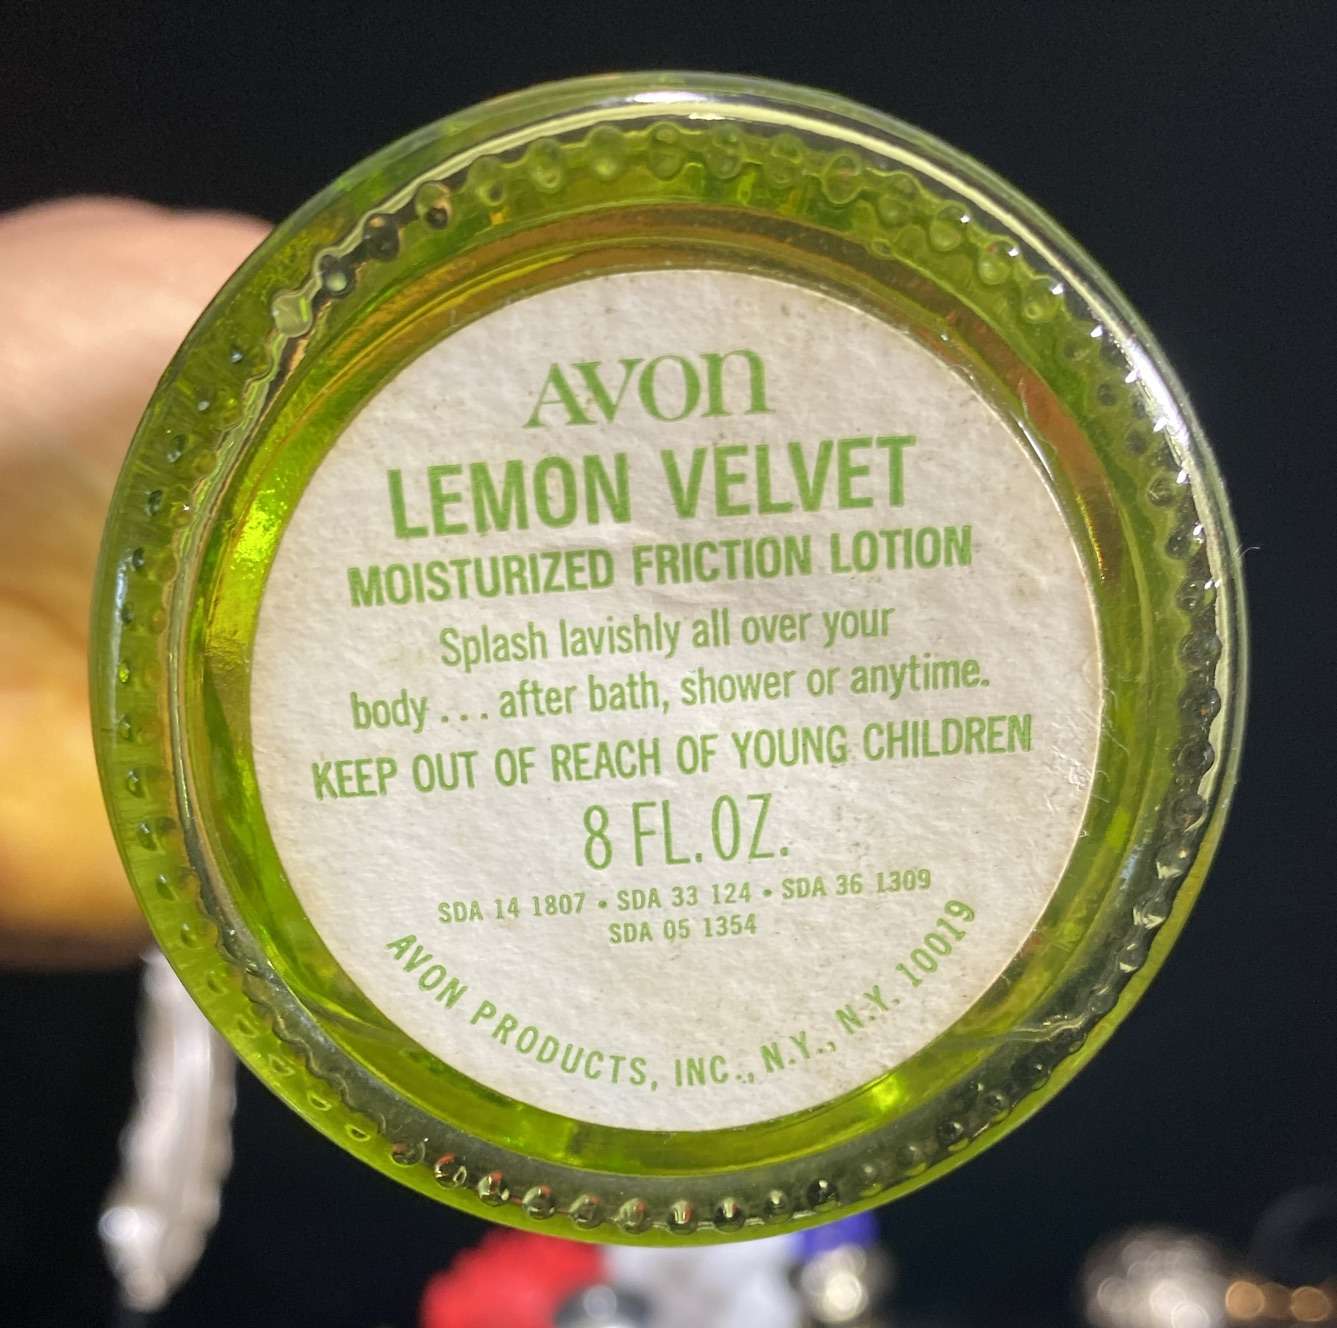 AVON
LEMON VELVET
MOISTURIZED FRICTION LOTION
Splash lavishly all over your
body . . . after bath, shower or anytime.
KEEP OUT OF REACH OF YOUNG CHILDREN
8 FL.OZ.
SDA 14 1807 • SDA 33 124 • SDA 36 1309
SDA 05 1354
AVON PRODUCTS, INC., N.Y., N.Y. 10019